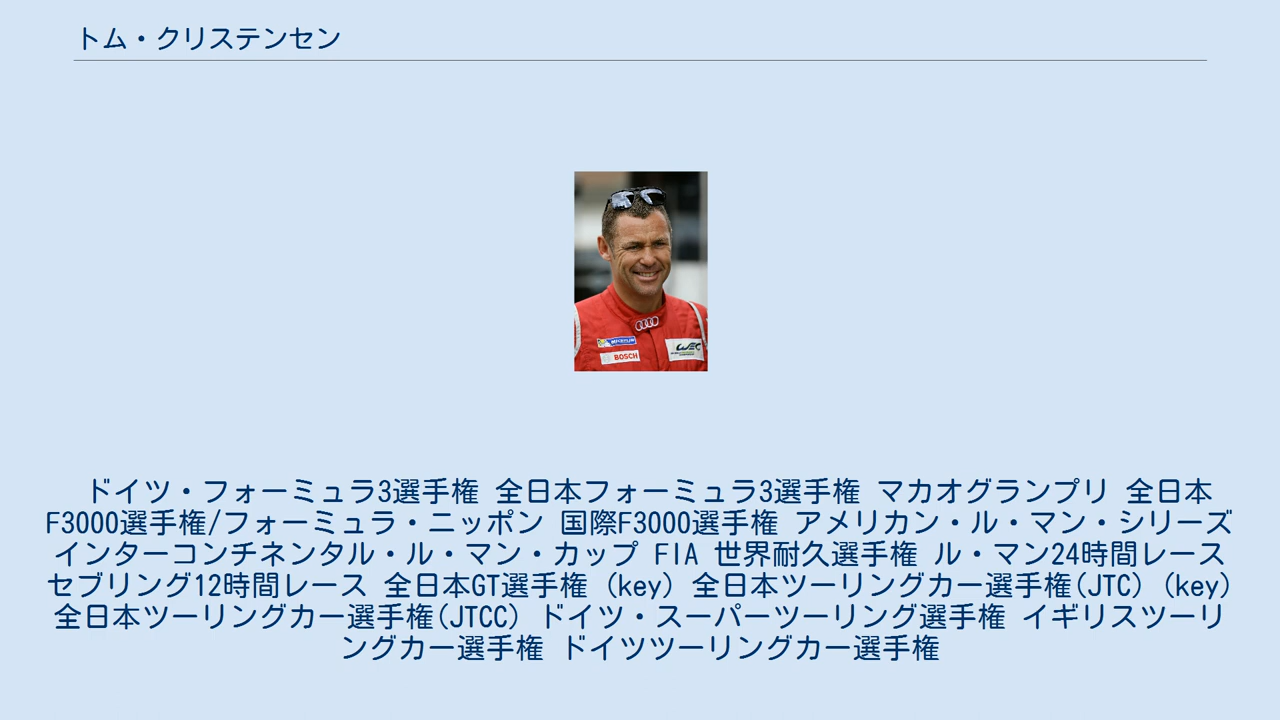 トム・クリステンセン
MICHELIN
BOSCH
WEC
ドイツ・フォーミュラ3選手権 全日本フォーミュラ3選手権 マカオグランプリ 全日本
F3000選手権/フォーミュラ・ニッポン 国際F3000選手権 アメリカン・ル・マン・シリーズ
インターコンチネンタル・ル・マン・カップ FIA 世界耐久選手権 ル・マン24時間レース
セブリング12時間レース 全日本GT選手権 (key) 全日本ツーリングカー選手権(JTC) (key)
全日本ツーリングカー選手権(JTCC) ドイツ・スーパーツーリング選手権 イギリスツーリ
ングカー選手権 ドイツツーリングカー選手権